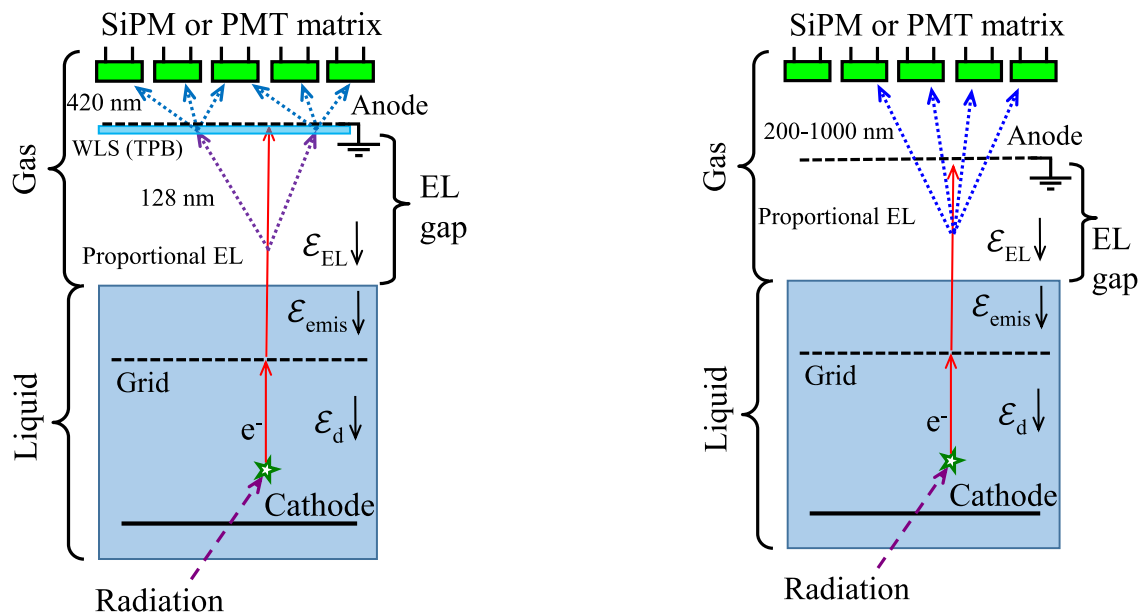 SiPM or PMT matrix
420 nm
Anode
WLS (TPB)
Gas
128 nm
EL
gap
Proportional EL
ℰEL
ℰemis
Grid
Liquid
e-
ℰd
Cathode
Radiation
SiPM or PMT matrix
200-1000 nm
Anode
Gas
Proportional EL
ℰEL
EL
gap
ℰemis
Grid
Liquid
e-
ℰd
Cathode
Radiation